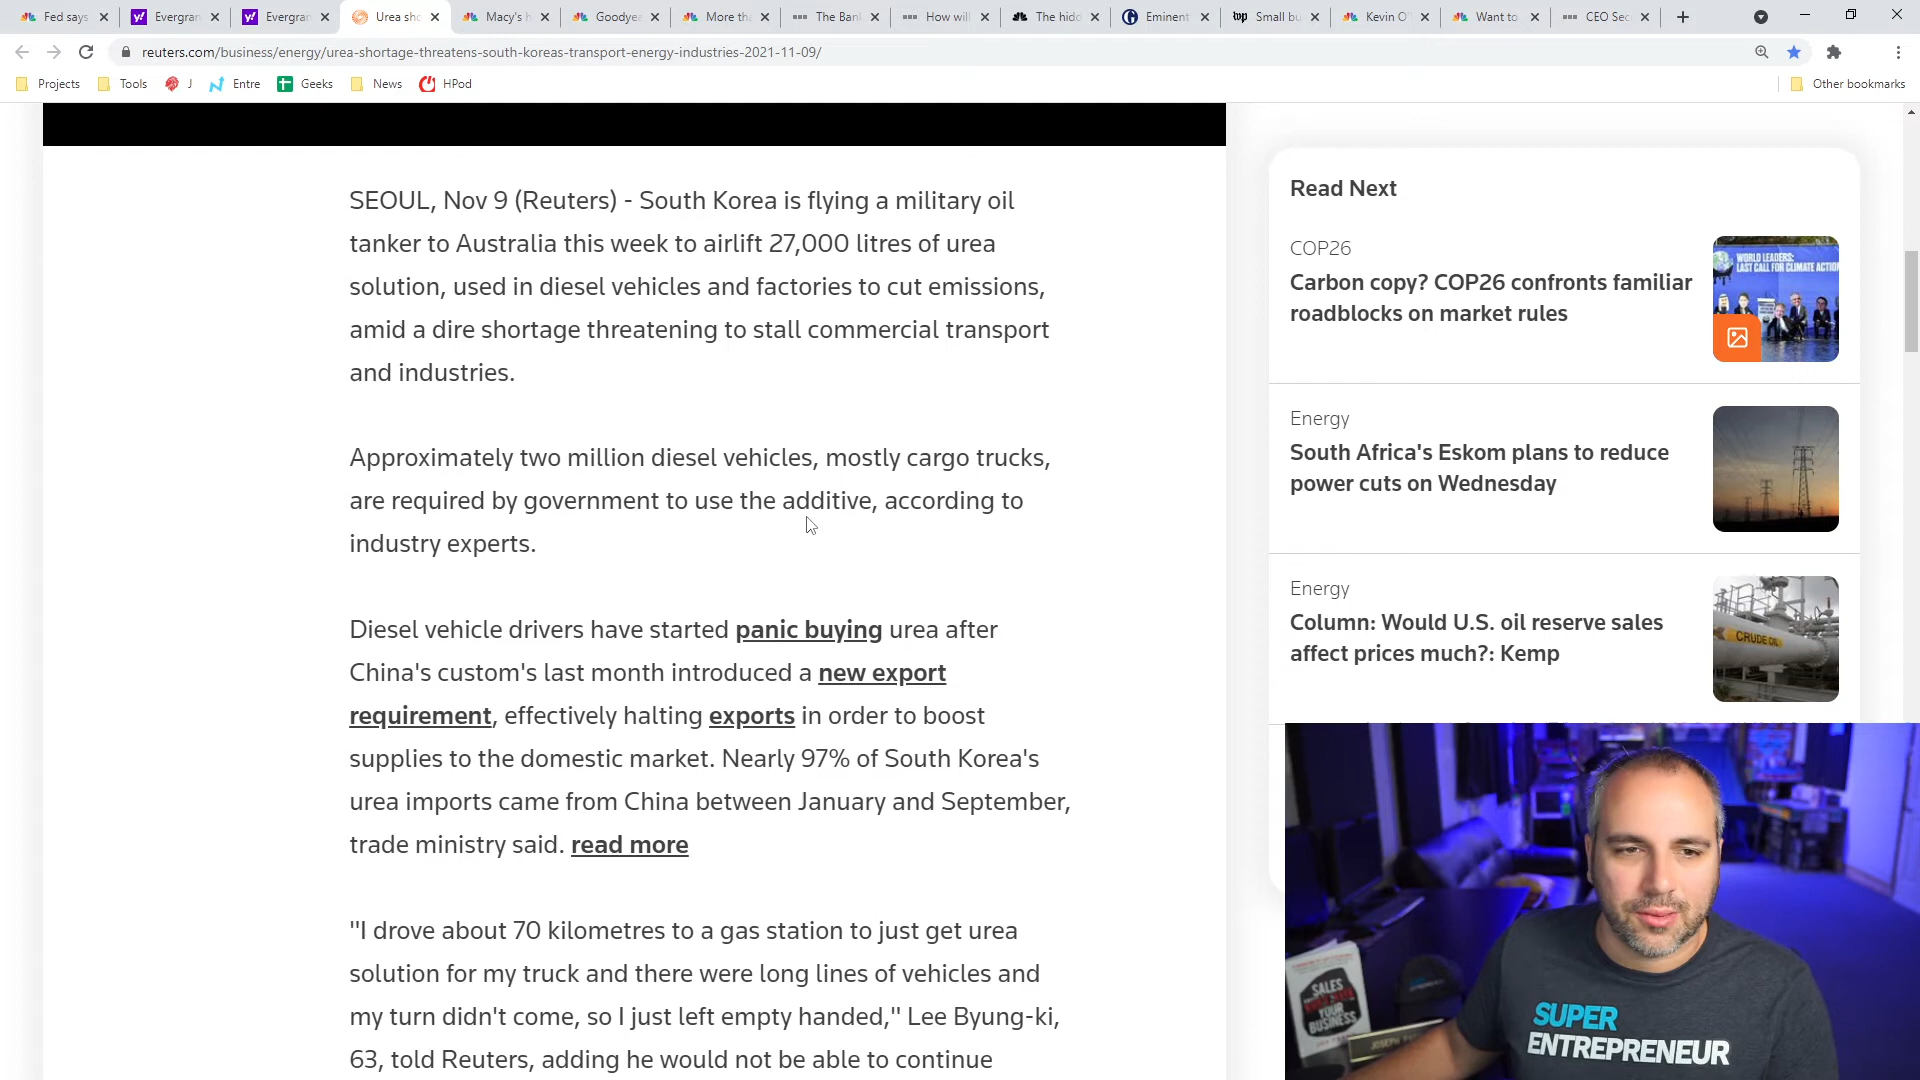 Fed says
Evergran
Evergran
Urea sho
Macy's h
Goodyea
More tha
The Ban
How will
The hidd
Eminent
Small bu
Kevin O'
Want to
CEO Sec
reuters.com/business/energy/urea-shortage-threatens-south-koreas-transport-energy-industries-2021-11-09/
Projects
Tools
J
Entre
Geeks
News
HPod
Other bookmarks
SEOUL, Nov 9 (Reuters) - South Korea is flying a military oil
tanker to Australia this week to airlift 27,000 litres of urea
solution, used in diesel vehicles and factories to cut emissions,
amid a dire shortage threatening to stall commercial transport
and industries.
Approximately two million diesel vehicles, mostly cargo trucks,
are required by government to use the additive, according to
industry experts.
Diesel vehicle drivers have started panic buying urea after
China's custom's last month introduced a new export
requirement, effectively halting exports in order to boost
supplies to the domestic market. Nearly 97% of South Korea's
urea imports came from China between January and September,
trade ministry said. read more
"I drove about 70 kilometres to a gas station to just get urea
solution for my truck and there were long lines of vehicles and
my turn didn't come, so I just left empty handed," Lee Byung-ki,
63, told Reuters, adding he would not be able to continue
Read Next
COP26
Carbon copy? COP26 confronts familiar
roadblocks on market rules
WORLD LEADERS:
LAST CALL FOR CLIMATE ACTION
Energy
South Africa's Eskom plans to reduce
power cuts on Wednesday
Energy
Column: Would U.S. oil reserve sales
affect prices much?: Kemp
CRUDE OIL
SALES
YOUR
BUSINESS
JOSEPH
SUPER
ENTREPRENEUR